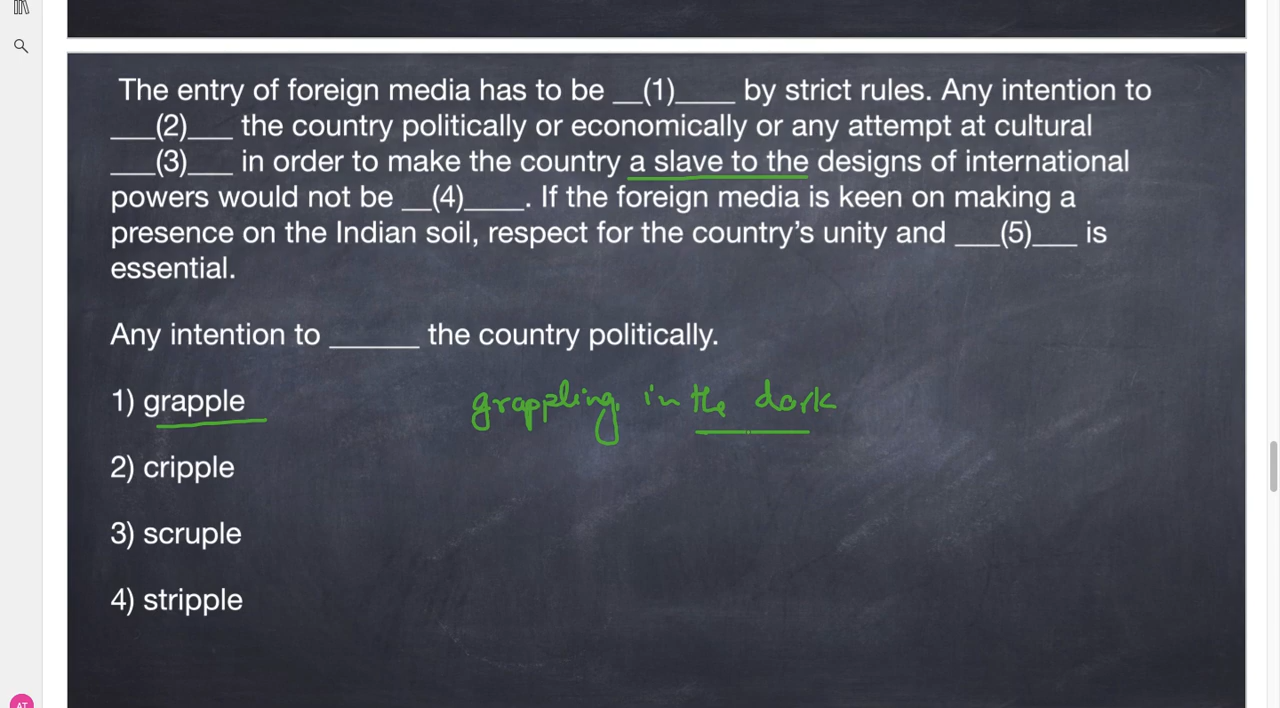 The entry of foreign media has to be __(1)____ by strict rules. Any intention to
___(2)___ the country politically or economically or any attempt at cultural
___(3)___ in order to make the country a slave to the designs of international
powers would not be __(4)____. If the foreign media is keen on making a
presence on the Indian soil, respect for the country’s unity and ___(5)___ is
essential.
Any intention to ______ the country politically.
1) grapple
grappling in the dark
2) cripple
3) scruple
4) stripple
AT